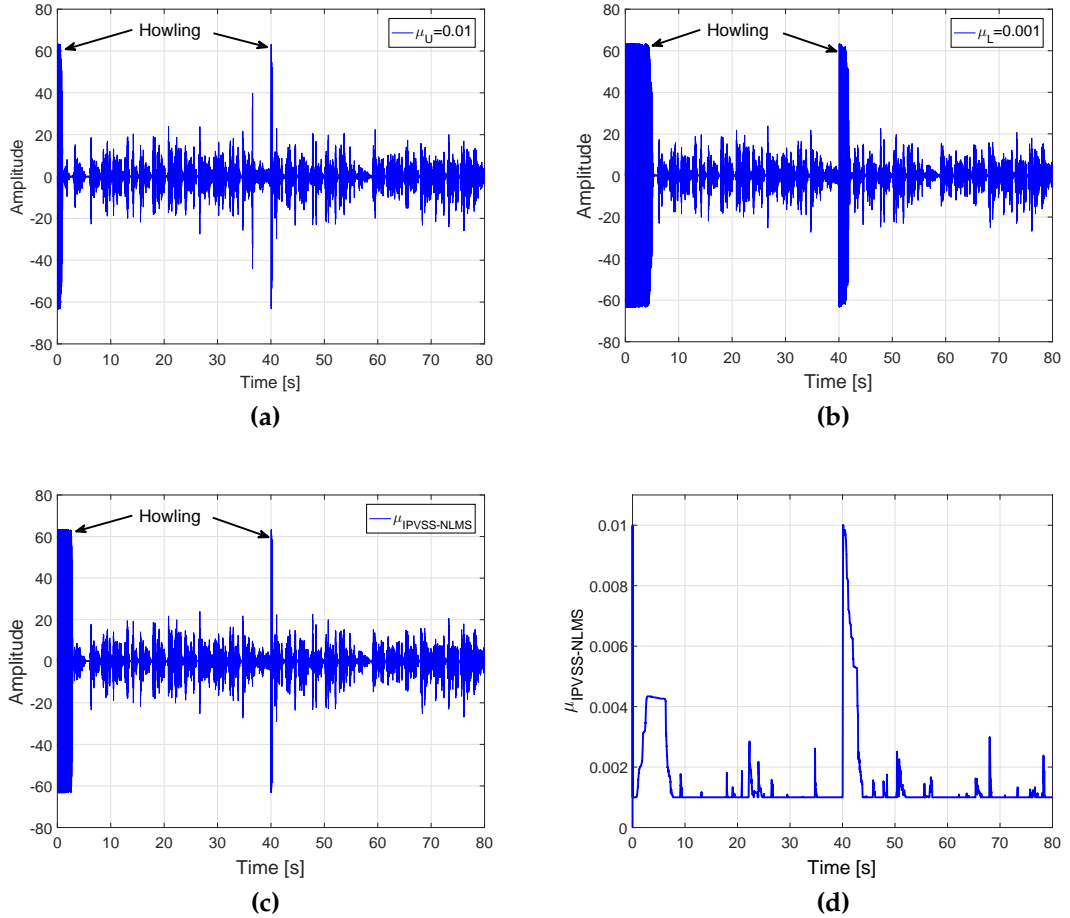 80
60
40
20
0
-20
-40
-60
-80
Amplitude
Howling
μU=0.01
0 10 20 30 40 50 60 70 80
Time [s]
(a)
80
60
40
20
0
-20
-40
-60
-80
Amplitude
Howling
μL=0.001
0 10 20 30 40 50 60 70 80
Time [s]
(b)
80
60
40
20
0
-20
-40
-60
-80
Amplitude
Howling
μIPVSS-NLMS
0 10 20 30 40 50 60 70 80
Time [s]
(c)
0.01
0.008
0.006
0.004
0.002
0
μIPVSS-NLMS
0 10 20 30 40 50 60 70 80
Time [s]
(d)